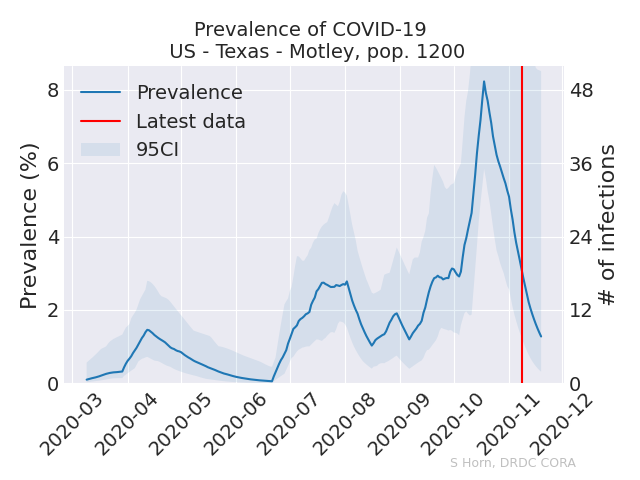 Prevalence of COVID-19
US - Texas - Motley, pop. 1200
Prevalence
Latest data
95CI
Prevalence (%)
8
6
4
2
0
# of infections
48
36
24
12
0
2020-03
2020-04
2020-05
2020-06
2020-07
2020-08
2020-09
2020-10
2020-11
2020-12
S Horn, DRDC CORA